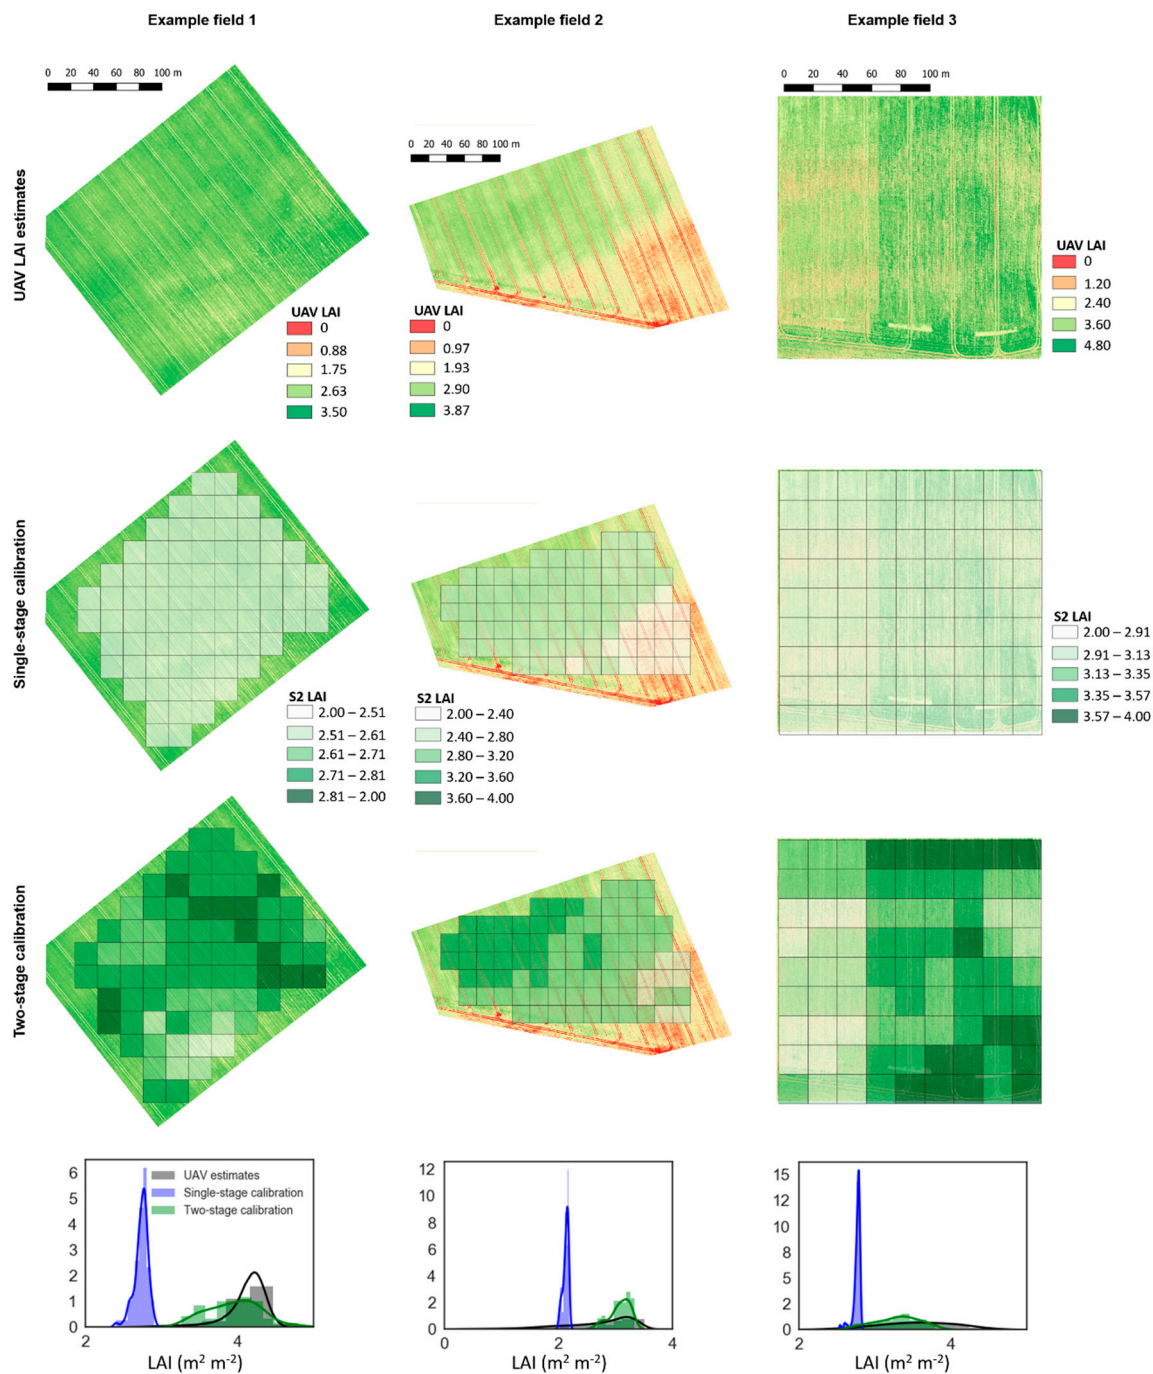 Example field 1
Example field 2
Example field 3
UAV LAI estimates
0 20 40 60 80 100 m
0 20 40 60 80 100 m
0 20 40 60 80 100 m
UAV LAI
0
0.88
1.75
2.63
3.50
UAV LAI
0
0.97
1.93
2.90
3.87
UAV LAI
0
1.20
2.40
3.60
4.80
Single-stage calibration
S2 LAI
2.00 – 2.51
2.51 – 2.61
2.61 – 2.71
2.71 – 2.81
2.81 – 2.00
S2 LAI
2.00 – 2.40
2.40 – 2.80
2.80 – 3.20
3.20 – 3.60
3.60 – 4.00
S2 LAI
2.00 – 2.91
2.91 – 3.13
3.13 – 3.35
3.35 – 3.57
3.57 – 4.00
Two-stage calibration
6
5
4
3
2
1
0
2 4
UAV estimates
Single-stage calibration
Two-stage calibration
LAI (m² m⁻²)
12
10
8
6
4
2
0
0 2 4
LAI (m² m⁻²)
15
12
10
8
5
2
0
2 4
LAI (m² m⁻²)